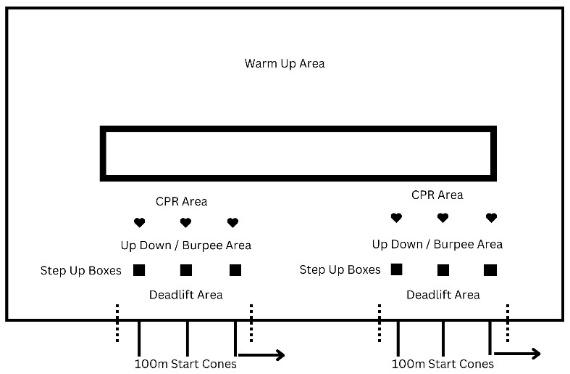 Warm Up Area
CPR Area
CPR Area
Up Down / Burpee Area
Up Down / Burpee Area
Step Up Boxes
Step Up Boxes
Deadlift Area
Deadlift Area
100m Start Cones
100m Start Cones